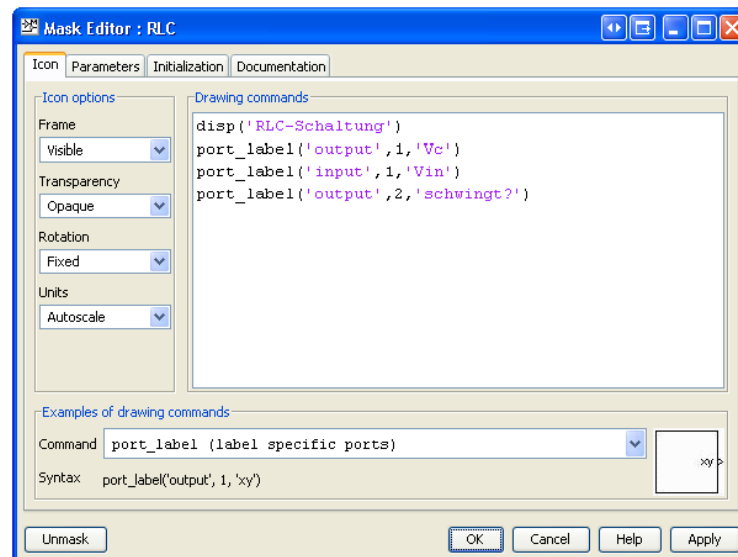 Mask Editor : RLC
Icon Parameters Initialization Documentation
Icon options
Frame
Visible
Transparency
Opaque
Rotation
Fixed
Units
Autoscale
Drawing commands
disp('RLC-Schaltung')
port_label('output',1,'Vc')
port_label('input',1,'Vin')
port_label('output',2,'schwingt?')
Examples of drawing commands
Command port_label (label specific ports)
Syntax port_label('output', 1, 'xy')
xy
Unmask OK Cancel Help Apply